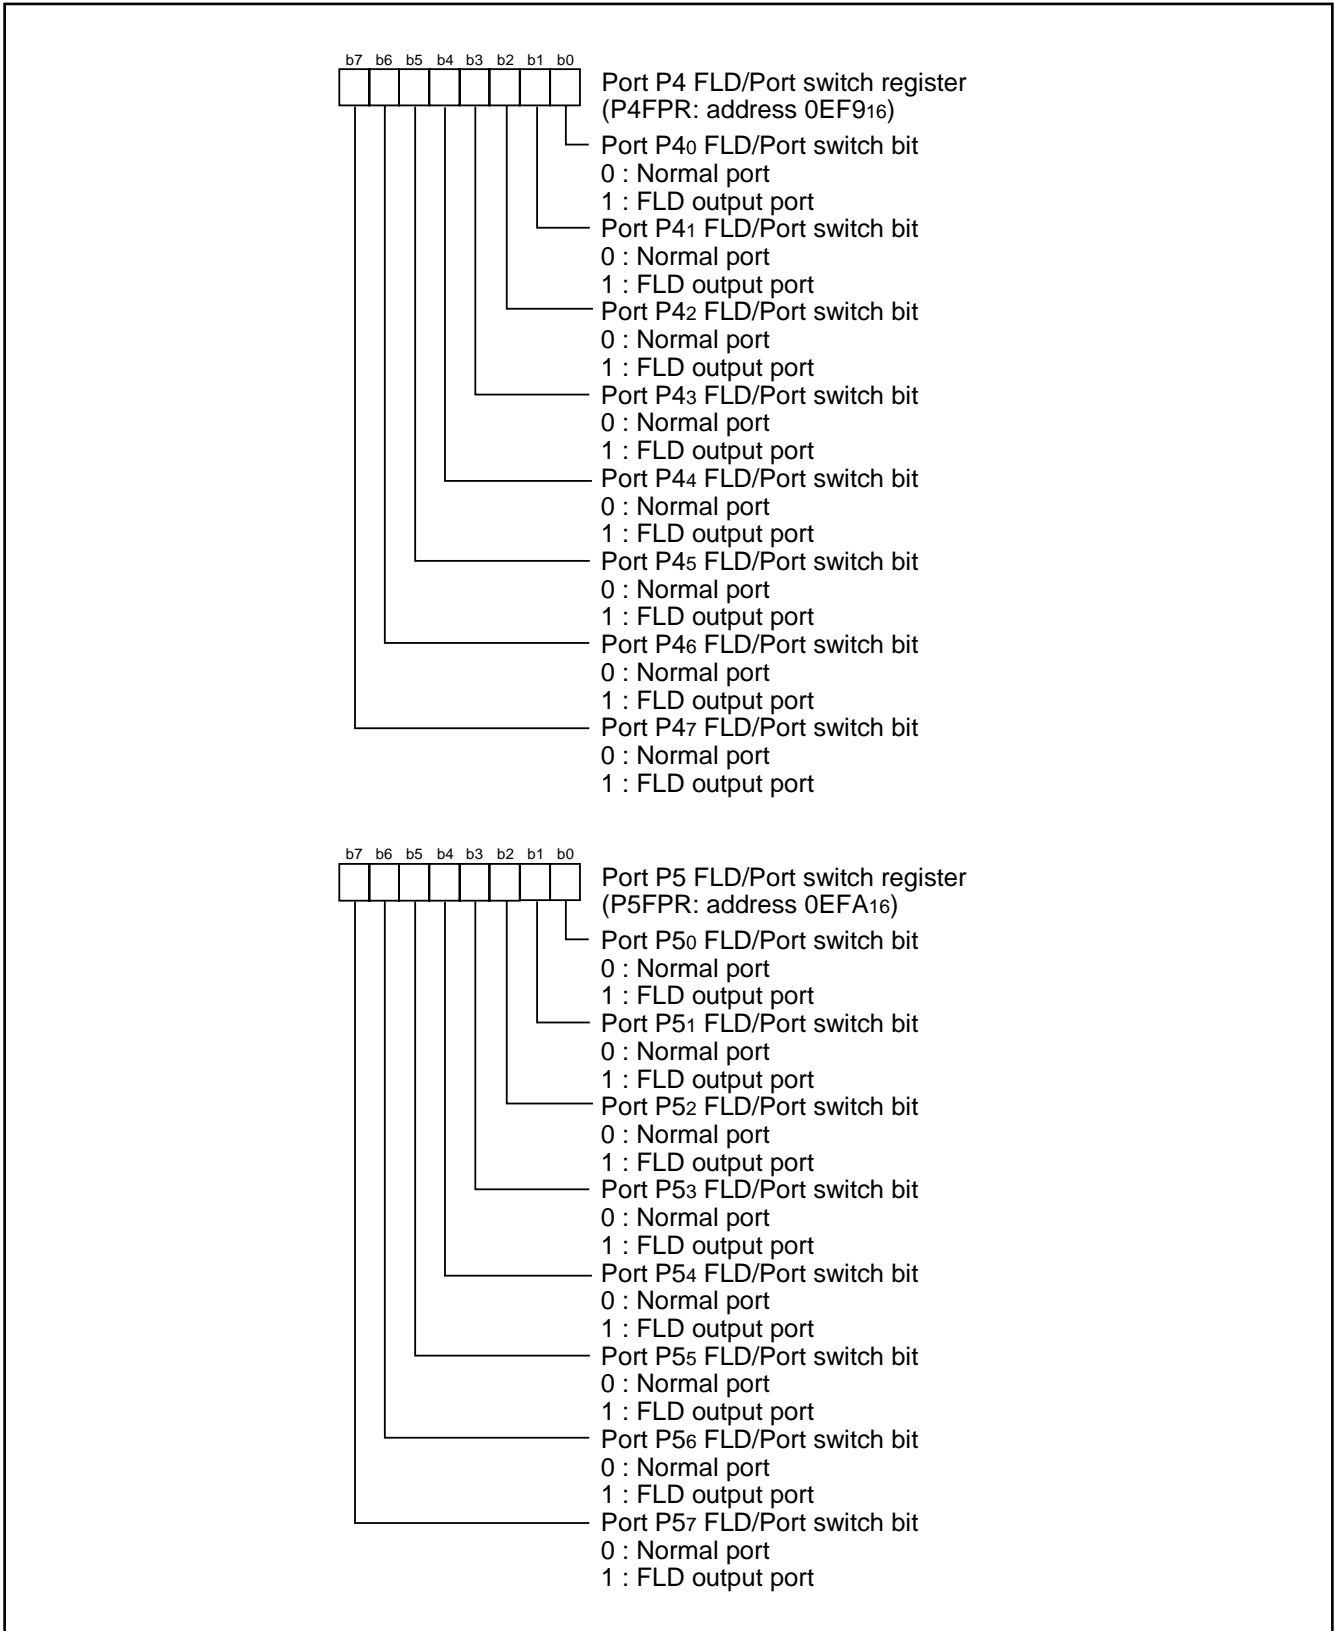 b7 b6 b5 b4 b3 b2 b1 b0
Port P4 FLD/Port switch register
(P4FPR: address 0EF916)
Port P40 FLD/Port switch bit
0 : Normal port
1 : FLD output port
Port P41 FLD/Port switch bit
0 : Normal port
1 : FLD output port
Port P42 FLD/Port switch bit
0 : Normal port
1 : FLD output port
Port P43 FLD/Port switch bit
0 : Normal port
1 : FLD output port
Port P44 FLD/Port switch bit
0 : Normal port
1 : FLD output port
Port P45 FLD/Port switch bit
0 : Normal port
1 : FLD output port
Port P46 FLD/Port switch bit
0 : Normal port
1 : FLD output port
Port P47 FLD/Port switch bit
0 : Normal port
1 : FLD output port
b7 b6 b5 b4 b3 b2 b1 b0
Port P5 FLD/Port switch register
(P5FPR: address 0EFA16)
Port P50 FLD/Port switch bit
0 : Normal port
1 : FLD output port
Port P51 FLD/Port switch bit
0 : Normal port
1 : FLD output port
Port P52 FLD/Port switch bit
0 : Normal port
1 : FLD output port
Port P53 FLD/Port switch bit
0 : Normal port
1 : FLD output port
Port P54 FLD/Port switch bit
0 : Normal port
1 : FLD output port
Port P55 FLD/Port switch bit
0 : Normal port
1 : FLD output port
Port P56 FLD/Port switch bit
0 : Normal port
1 : FLD output port
Port P57 FLD/Port switch bit
0 : Normal port
1 : FLD output port